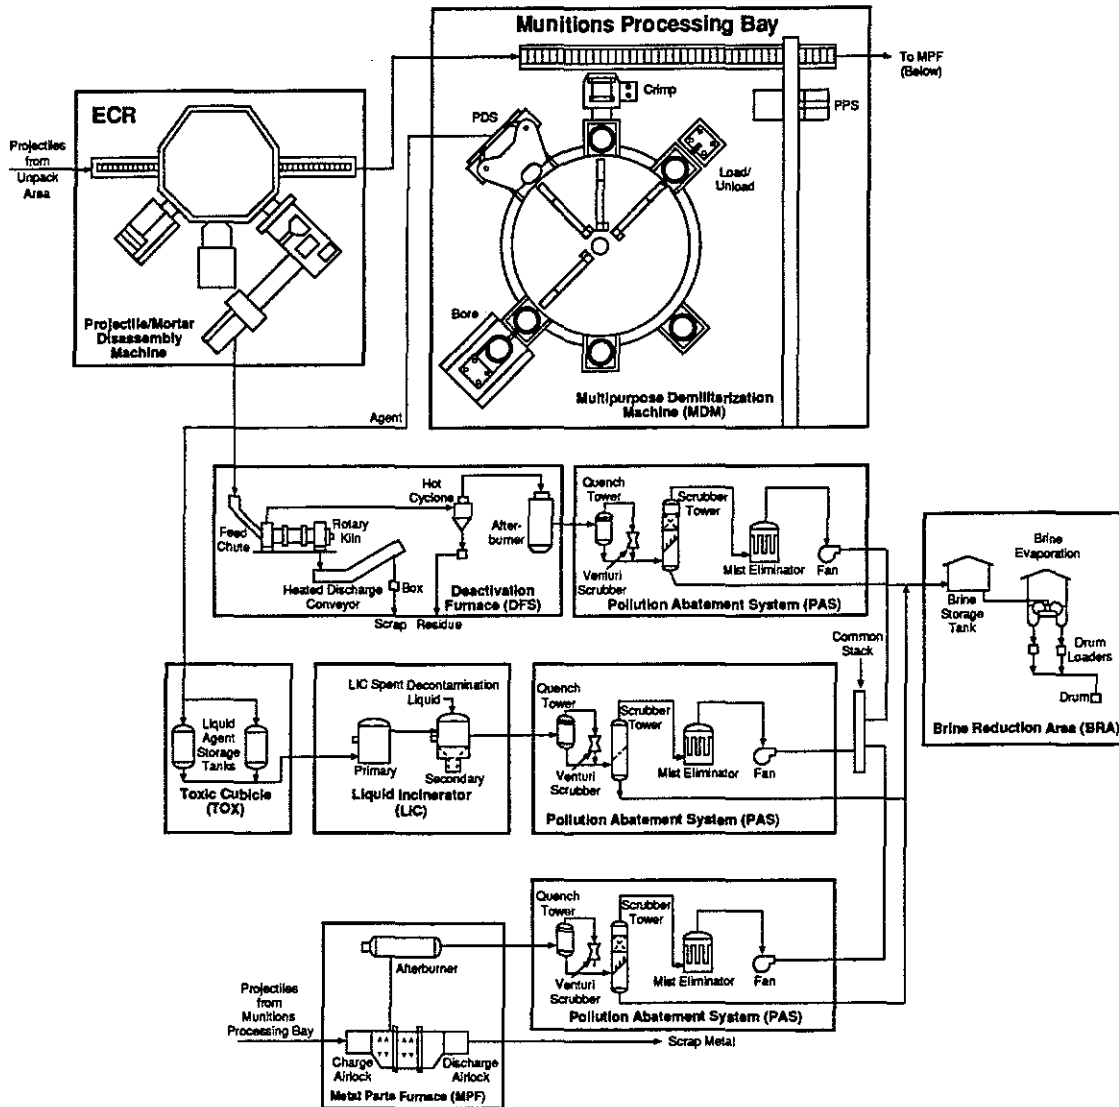 Munitions Processing Bay
To MPF
(Below)
Crimp
PDS
PPS
Load/
Unload
Bore
Multipurpose Demilitarization
Machine (MDM)
ECR
Projectiles
from
Unpack
Area
Projectile/Mortar
Disassembly
Machine
Agent
Feed
Chute
Rotary
Kiln
Hot
Cyclone
After-
burner
Heated Discharge
Conveyor
Box
Deactivation
Furnace (DFS)
Scrap
Residue
Quench
Tower
Scrubber
Tower
Venturi
Scrubber
Mist Eliminator
Fan
Pollution Abatement System (PAS)
Brine
Evaporation
Brine
Storage
Tank
Drum
Loaders
Drum
Brine Reduction Area (BRA)
Common
Stack
Liquid
Agent
Storage
Tanks
Toxic Cubicle
(TOX)
LIC Spent Decontamination
Liquid
Primary
Secondary
Liquid Incinerator
(LIC)
Quench
Tower
Scrubber
Tower
Venturi
Scrubber
Mist Eliminator
Fan
Pollution Abatement System (PAS)
Projectiles
from
Munitions
Processing Bay
Afterburner
Charge
Airlock
Discharge
Airlock
Metal Parts Furnace (MPF)
Quench
Tower
Scrubber
Tower
Venturi
Scrubber
Mist Eliminator
Fan
Pollution Abatement System (PAS)
Scrap Metal